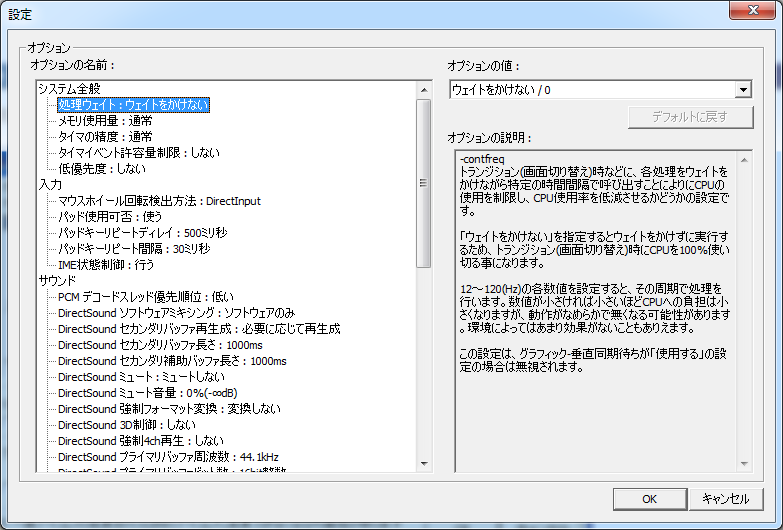 設定
オプション
オプションの名前：
システム全般
処理ウェイト：ウェイトをかけない
メモリ使用量：通常
タイマの精度：通常
タイマイベント許容量制限：しない
低優先度：しない
入力
マウスホイール回転検出方法：DirectInput
パッド使用可否：使う
パッドキーリピートディレイ：500ミリ秒
パッドキーリピート間隔：30ミリ秒
IME状態制御：行う
サウンド
PCM デコードスレッド優先順位：低い
DirectSound ソフトウェアミキシング：ソフトウェアのみ
DirectSound セカンダリバッファ再生成：必要に応じて再生成
DirectSound セカンダリバッファ長さ：1000ms
DirectSound セカンダリ補助バッファ長さ：1000ms
DirectSound ミュート：ミュートしない
DirectSound ミュート音量：0%(-∞dB)
DirectSound 強制フォーマット変換：変換しない
DirectSound 3D制御：しない
DirectSound 強制4ch再生：しない
DirectSound プライマリバッファ周波数：44.1kHz
DirectSound プライマリバッファビット数：16bit整数
オプションの値：
ウェイトをかけない / 0
デフォルトに戻す
オプションの説明：
-contfreq
トランジション(画面切り替え)時などに、各処理をウェイトを
かけながら特定の時間間隔で呼び出すことによりにCPUの
使用を制限し、CPU使用率を低減させるかどうかの設定で
す。
「ウェイトをかけない」を指定するとウェイトをかけずに実行す
るため、トランジション(画面切り替え)時にCPUを100%使い
切る事になります。
12～120(Hz)の各数値を設定すると、その周期で処理を
行います。数値が小さければ小さいほどCPUへの負担は小
さくなりますが、動作がなめらかで無くなる可能性がありま
す。環境によってはあまり効果がないこともありえます。
この設定は、グラフィック-垂直同期待ちが「使用する」の設
定の場合は無視されます。
OK
キャンセル